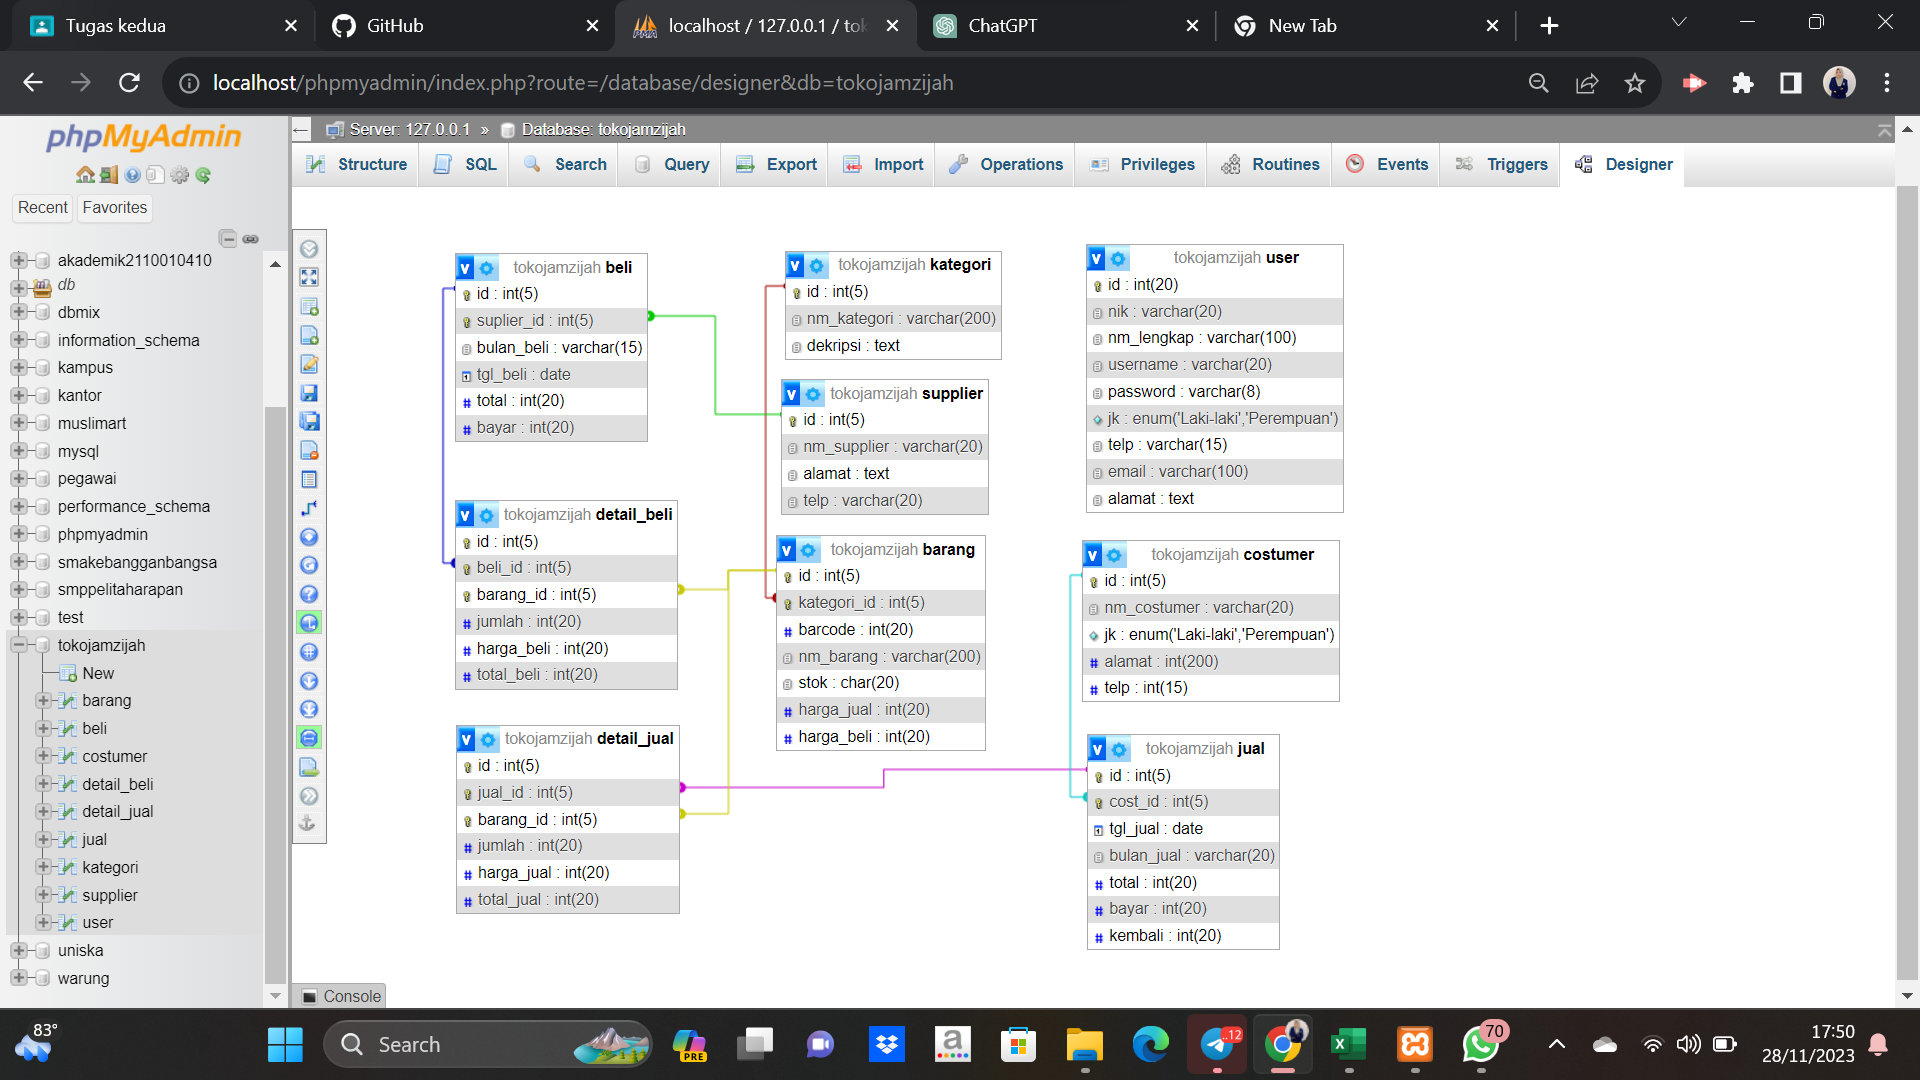 Tugas kedua
GitHub
localhost / 127.0.0.1 / tok
ChatGPT
New Tab
localhost/phpmyadmin/index.php?route=/database/designer&db=tokojamzijah
phpMyAdmin
Recent
Favorites
akademik2110010410
db
dbmix
information_schema
kampus
kantor
muslimart
mysql
pegawai
performance_schema
phpmyadmin
smakebangganbangsa
smppelitaharapan
test
tokojamzijah
New
barang
beli
costumer
detail_beli
detail_jual
jual
kategori
supplier
user
uniska
warung
Server: 127.0.0.1 » Database: tokojamzijah
Structure
SQL
Search
Query
Export
Import
Operations
Privileges
Routines
Events
Triggers
Designer
v tokojamzijah beli
id : int(5)
suplier_id : int(5)
bulan_beli : varchar(15)
tgl_beli : date
# total : int(20)
# bayar : int(20)
v tokojamzijah detail_beli
id : int(5)
beli_id : int(5)
barang_id : int(5)
# jumlah : int(20)
# harga_beli : int(20)
# total_beli : int(20)
v tokojamzijah detail_jual
id : int(5)
jual_id : int(5)
barang_id : int(5)
# jumlah : int(20)
# harga_jual : int(20)
# total_jual : int(20)
v tokojamzijah kategori
id : int(5)
nm_kategori : varchar(200)
dekripsi : text
v tokojamzijah supplier
id : int(5)
nm_supplier : varchar(20)
alamat : text
telp : varchar(20)
v tokojamzijah barang
id : int(5)
kategori_id : int(5)
# barcode : int(20)
nm_barang : varchar(200)
stok : char(20)
# harga_jual : int(20)
# harga_beli : int(20)
v tokojamzijah user
id : int(20)
nik : varchar(20)
nm_lengkap : varchar(100)
username : varchar(20)
password : varchar(8)
jk : enum('Laki-laki','Perempuan')
telp : varchar(15)
email : varchar(100)
alamat : text
v tokojamzijah costumer
id : int(5)
nm_costumer : varchar(20)
jk : enum('Laki-laki','Perempuan')
# alamat : int(200)
# telp : int(15)
v tokojamzijah jual
id : int(5)
cost_id : int(5)
tgl_jual : date
bulan_jual : varchar(20)
# total : int(20)
# bayar : int(20)
# kembali : int(20)
Console
83°
Search
PRE
a
..12
70
17:50
28/11/2023